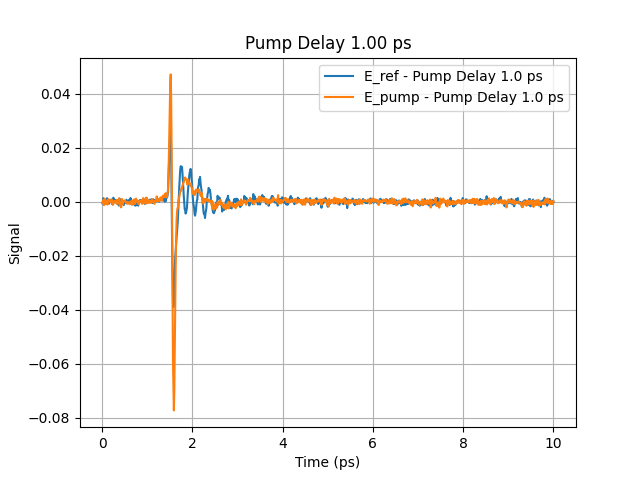 Pump Delay 1.00 ps
E_ref - Pump Delay 1.0 ps
E_pump - Pump Delay 1.0 ps
0.04
0.02
0.00
−0.02
−0.04
−0.06
−0.08
Signal
0 2 4 6 8 10
Time (ps)